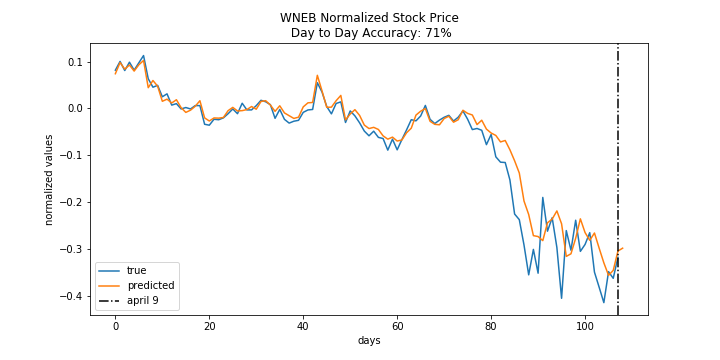 WNEB Normalized Stock Price
Day to Day Accuracy: 71%
normalized values
0.1
0.0
−0.1
−0.2
−0.3
−0.4
true
predicted
april 9
0 20 40 60 80 100
days